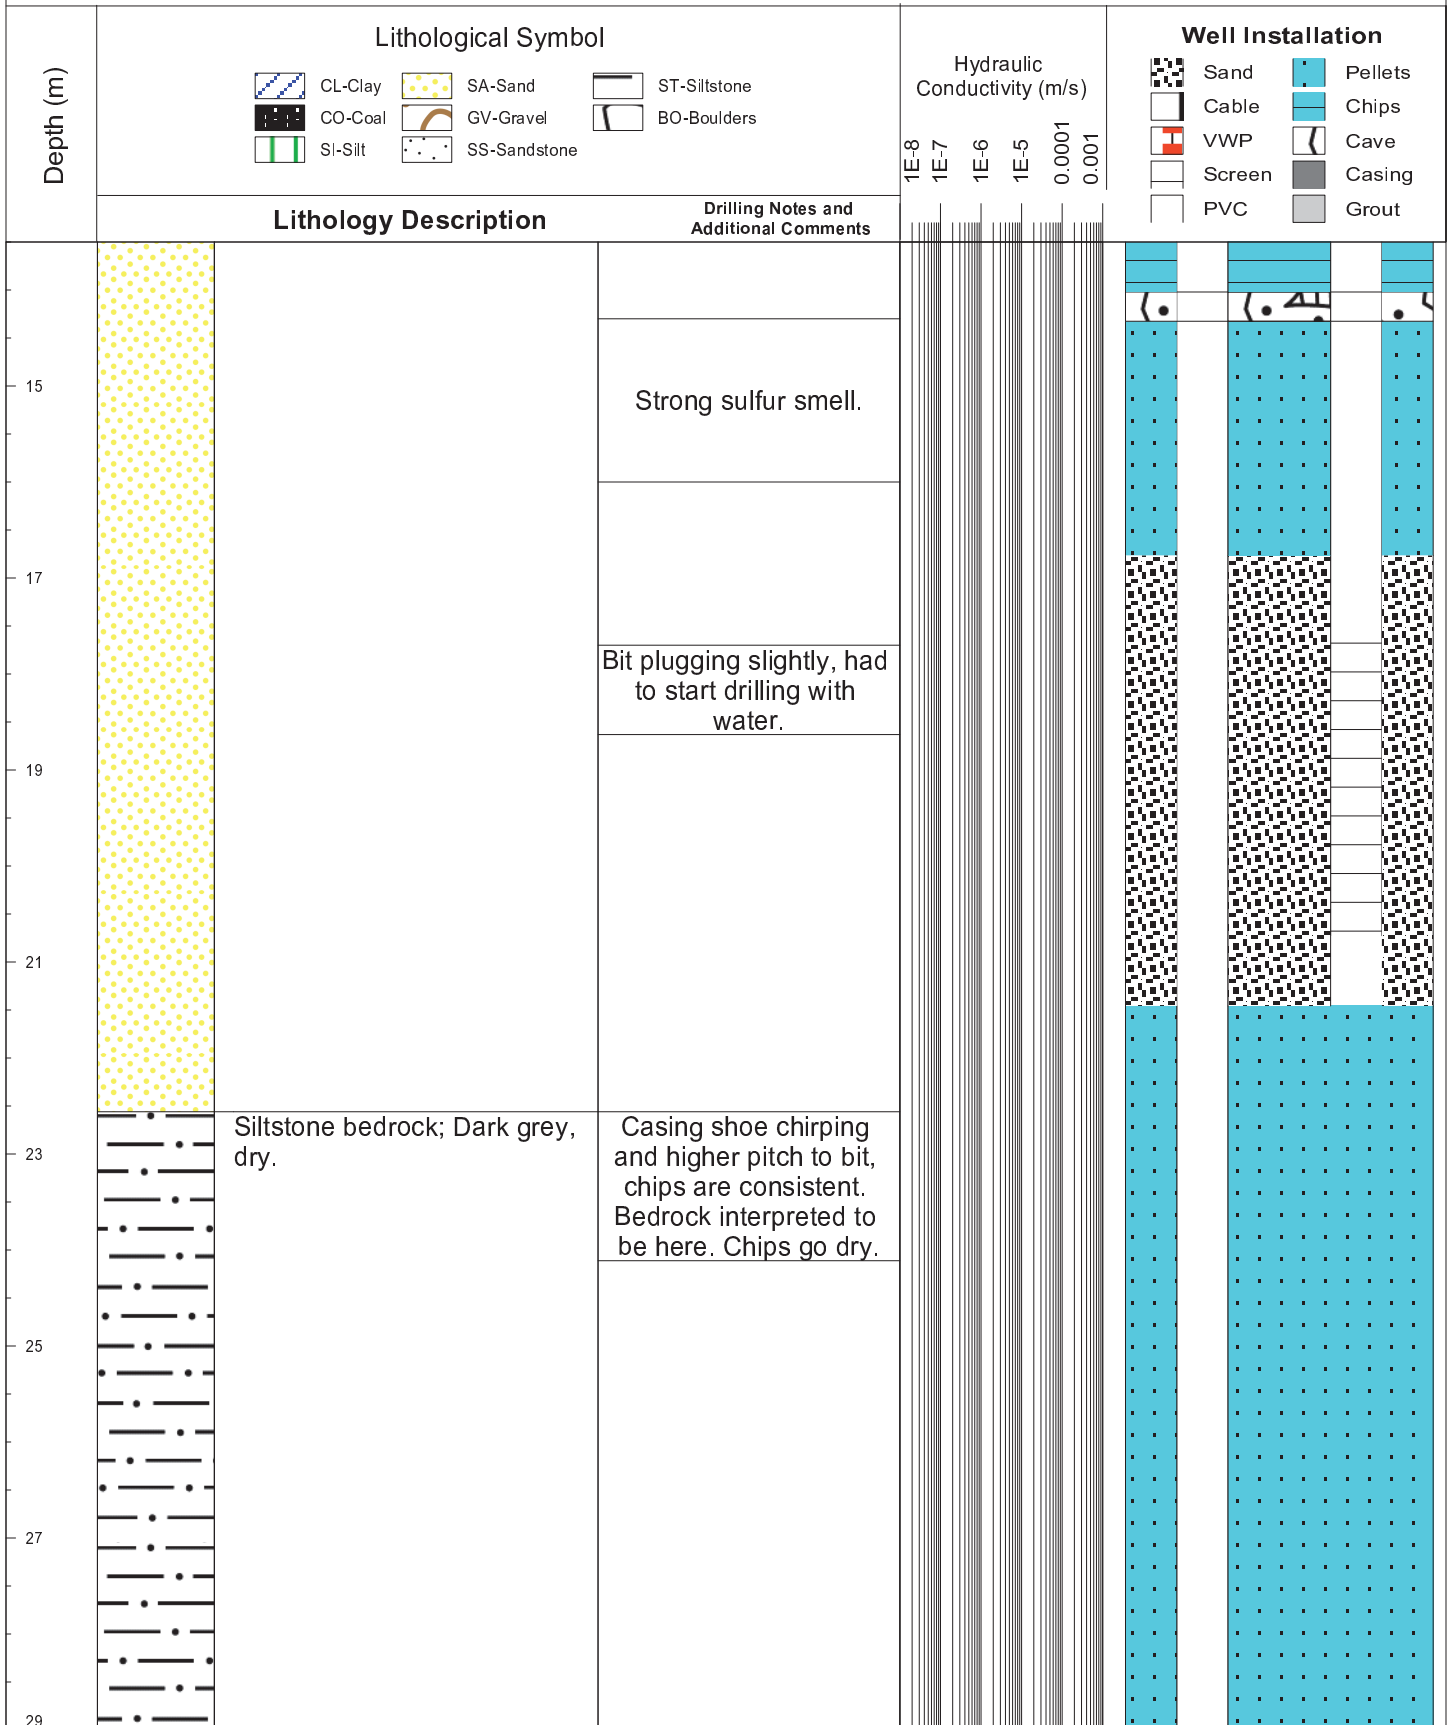 Depth (m)
Lithological Symbol
CL-Clay
SA-Sand
ST-Siltstone
CO-Coal
GV-Gravel
BO-Boulders
SI-Silt
SS-Sandstone
Lithology Description
Drilling Notes and
Additional Comments
Hydraulic
Conductivity (m/s)
1E-8
1E-7
1E-6
1E-5
0.0001
0.001
Well Installation
Sand
Pellets
Cable
Chips
VWP
Cave
Screen
Casing
PVC
Grout
15
Strong sulfur smell.
17
Bit plugging slightly, had
to start drilling with
water.
19
21
Siltstone bedrock; Dark grey,
dry.
Casing shoe chirping
and higher pitch to bit,
chips are consistent.
Bedrock interpreted to
be here. Chips go dry.
23
25
27
29